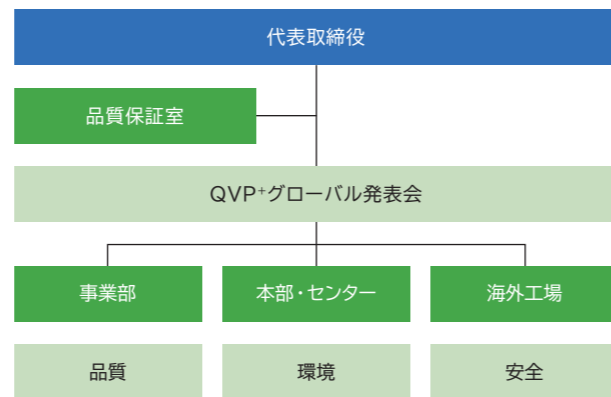 代表取締役
品質保証室
QVP⁺グローバル発表会
事業部
本部・センター
海外工場
品質
環境
安全